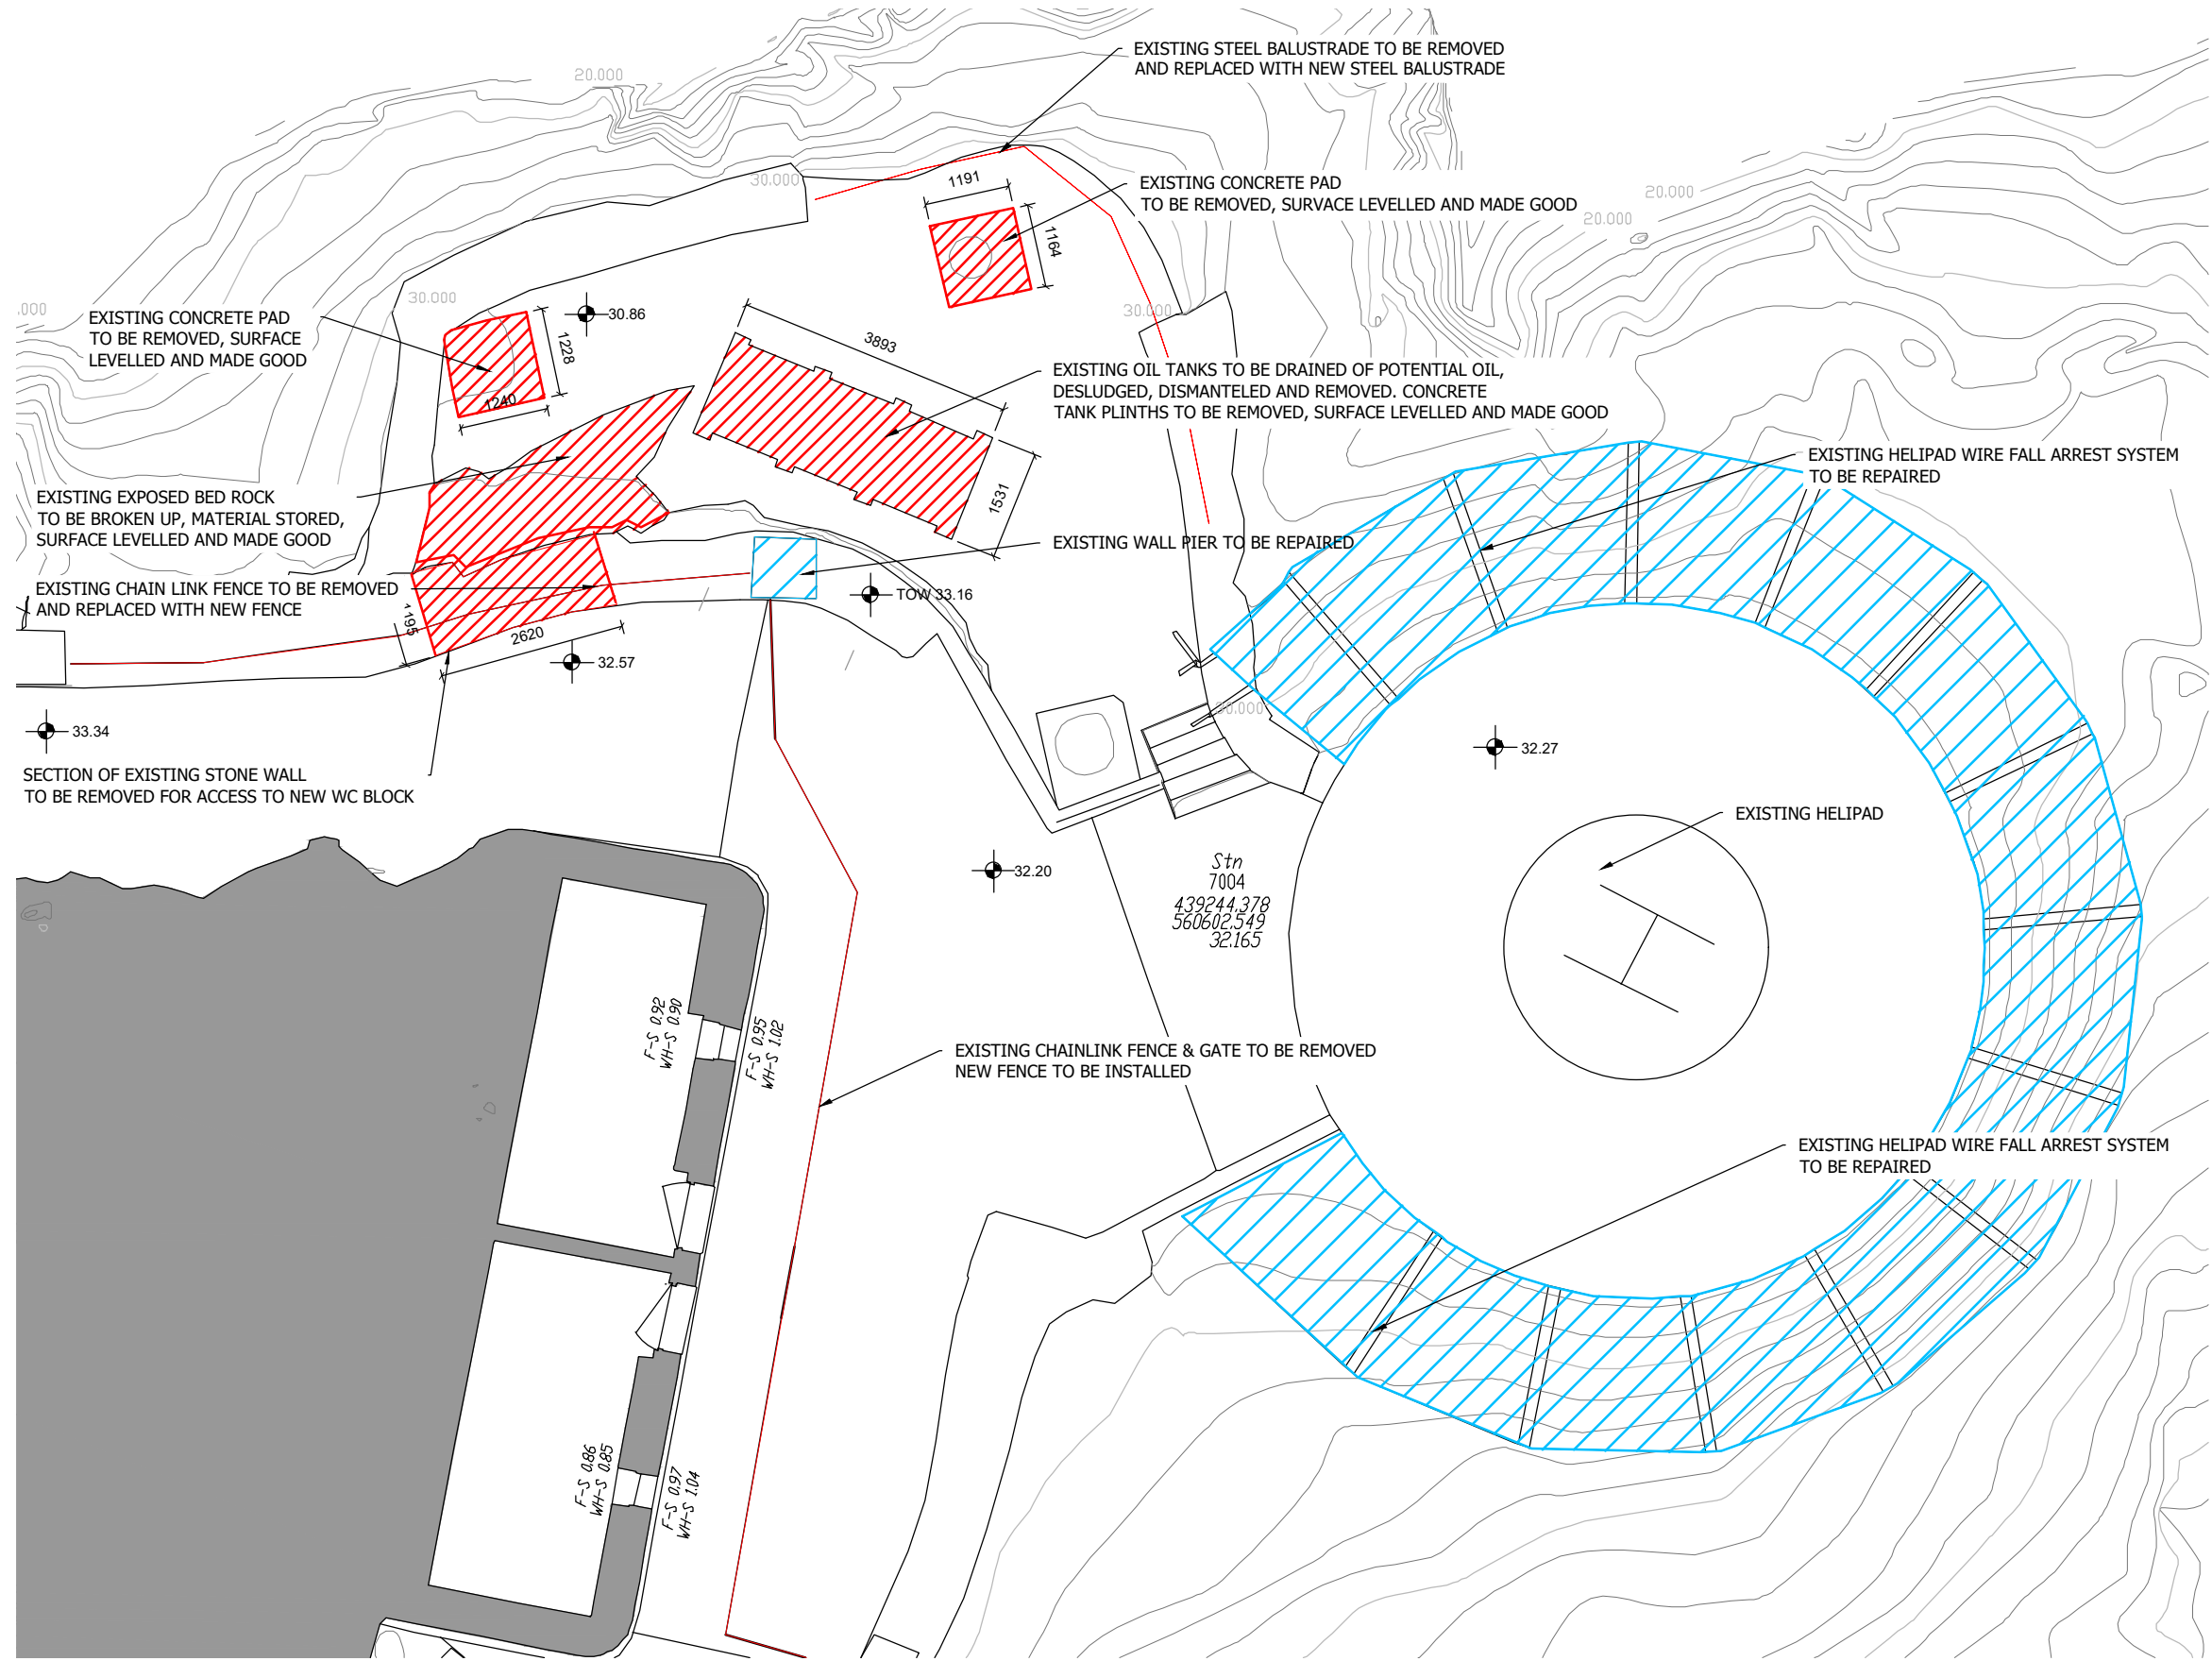 EXISTING STEEL BALUSTRADE TO BE REMOVED
AND REPLACED WITH NEW STEEL BALUSTRADE
20.000
30.000
1191
EXISTING CONCRETE PAD
TO BE REMOVED, SURVACE LEVELLED AND MADE GOOD
20.000
20.000
1164
30.000
.000
30.000
EXISTING CONCRETE PAD
TO BE REMOVED, SURFACE
LEVELLED AND MADE GOOD
30.86
1228
1240
3893
EXISTING OIL TANKS TO BE DRAINED OF POTENTIAL OIL,
DESLUDGED, DISMANTELED AND REMOVED. CONCRETE
TANK PLINTHS TO BE REMOVED, SURFACE LEVELLED AND MADE GOOD
EXISTING HELIPAD WIRE FALL ARREST SYSTEM
TO BE REPAIRED
EXISTING EXPOSED BED ROCK
TO BE BROKEN UP, MATERIAL STORED,
SURFACE LEVELLED AND MADE GOOD
1531
EXISTING WALL PIER TO BE REPAIRED
EXISTING CHAIN LINK FENCE TO BE REMOVED
AND REPLACED WITH NEW FENCE
TOW 33.16
1195
2620
32.57
33.34
30.000
32.27
SECTION OF EXISTING STONE WALL
TO BE REMOVED FOR ACCESS TO NEW WC BLOCK
EXISTING HELIPAD
32.20
Stn
7004
439244.378
560602.549
32.165
F-S 0.92
WH-S 0.90
F-S 0.95
WH-S 1.02
EXISTING CHAINLINK FENCE & GATE TO BE REMOVED
NEW FENCE TO BE INSTALLED
H
EXISTING HELIPAD WIRE FALL ARREST SYSTEM
TO BE REPAIRED
F-S 0.86
WH-S 0.85
F-S 0.97
WH-S 1.04